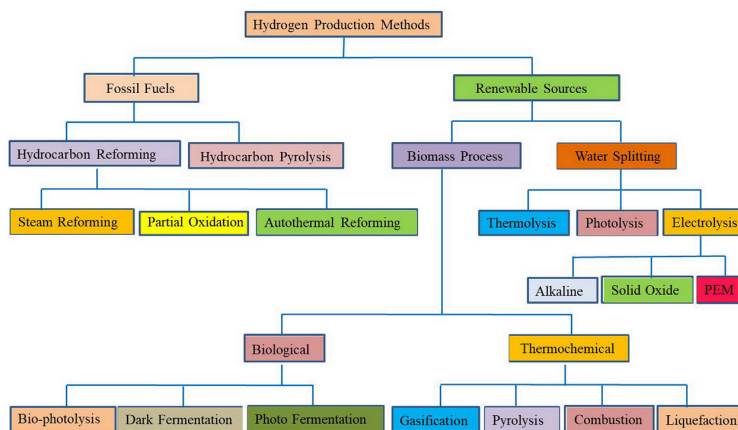 Hydrogen Production Methods
Fossil Fuels
Renewable Sources
Hydrocarbon Reforming
Hydrocarbon Pyrolysis
Biomass Process
Water Splitting
Steam Reforming
Partial Oxidation
Autothermal Reforming
Thermolysis
Photolysis
Electrolysis
Alkaline
Solid Oxide
PEM
Biological
Thermochemical
Bio-photolysis
Dark Fermentation
Photo Fermentation
Gasification
Pyrolysis
Combustion
Liquefaction